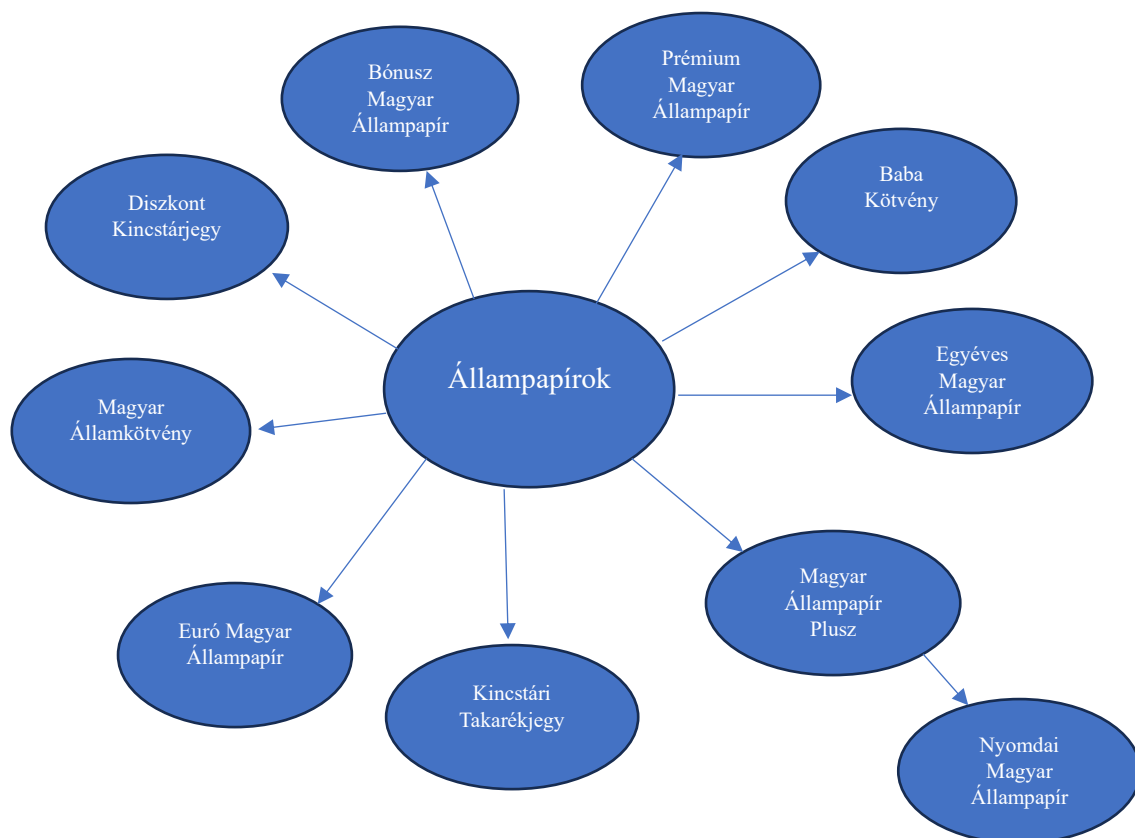 Bónusz
Magyar
Állampapír
Prémium
Magyar
Állampapír
Baba
Kötvény
Diszkont
Kincstárjegy
Egyéves
Magyar
Állampapír
Állampapírok
Magyar
Államkötvény
Magyar
Állampapír
Plusz
Euró Magyar
Állampapír
Kincstári
Takarékjegy
Nyomdai
Magyar
Állampapír